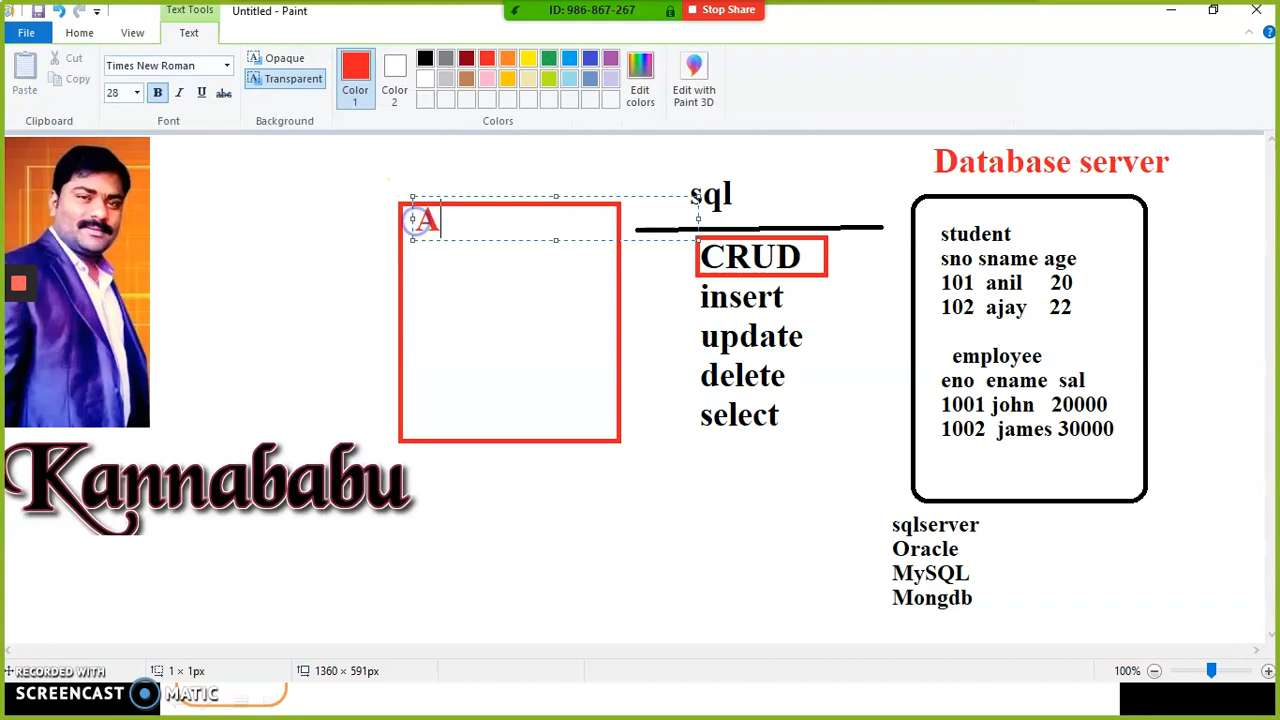 Text Tools
Untitled - Paint
ID: 986-867-267
Stop Share
File
Home
View
Text
Cut
Copy
Paste
Clipboard
Times New Roman
28
B
I
U
abc
Font
Opaque
Transparent
Background
Color 1
Color 2
Edit colors
Colors
Edit with Paint 3D
Database server
sql
A
CRUD
insert
update
delete
select
student
sno sname age
101 anil 20
102 ajay 22
employee
eno ename sal
1001 john 20000
1002 james 30000
Kannababu
sqlserver
Oracle
MySQL
Mongdb
1 × 1px
1360 × 591px
100%
RECORDED WITH
SCREENCAST MATIC